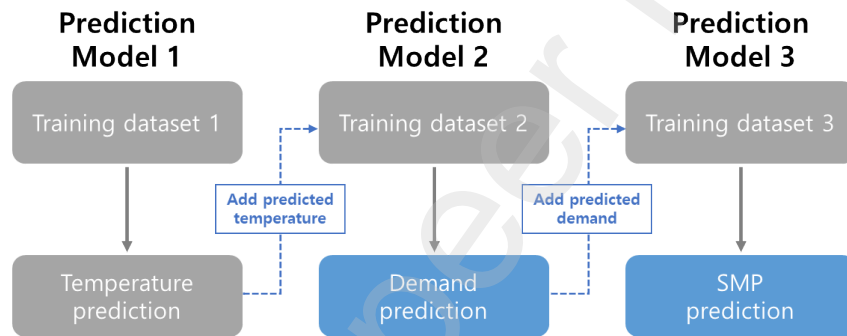 Prediction
Model 1
Prediction
Model 2
Prediction
Model 3
Training dataset 1
Training dataset 2
Training dataset 3
Add predicted
temperature
Add predicted
demand
Temperature
prediction
Demand
prediction
SMP
prediction
peer